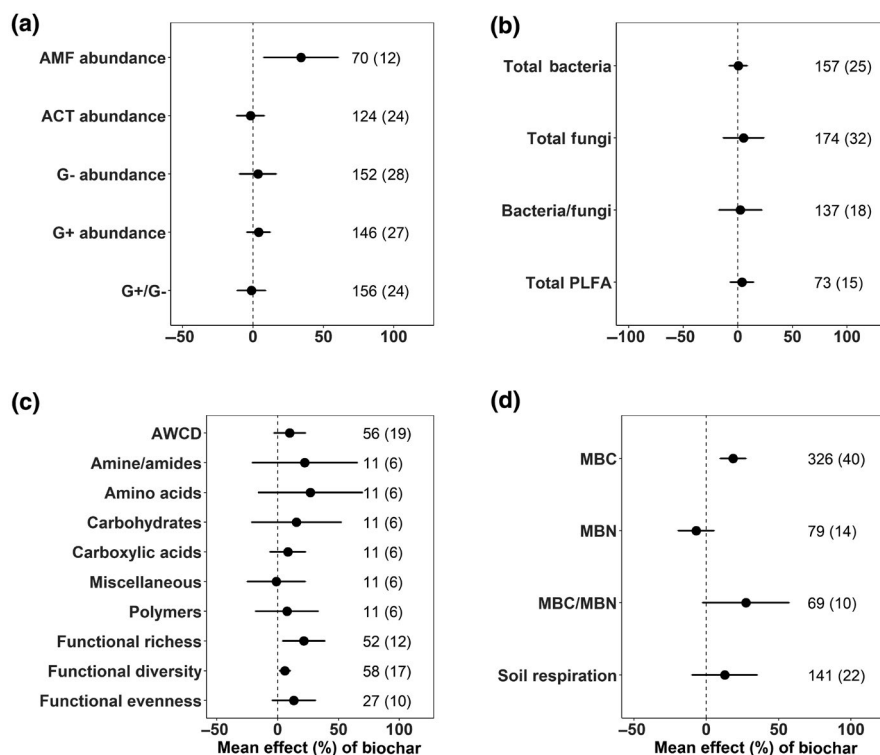 (a)
AMF abundance 70 (12)
ACT abundance 124 (24)
G- abundance 152 (28)
G+ abundance 146 (27)
G+/G- 156 (24)
−50 0 50 100
(b)
Total bacteria 157 (25)
Total fungi 174 (32)
Bacteria/fungi 137 (18)
Total PLFA 73 (15)
−100 −50 0 50 100
(c)
AWCD 56 (19)
Amine/amides 11 (6)
Amino acids 11 (6)
Carbohydrates 11 (6)
Carboxylic acids 11 (6)
Miscellaneous 11 (6)
Polymers 11 (6)
Functional richess 52 (12)
Functional diversity 58 (17)
Functional evenness 27 (10)
−50 0 50 100
Mean effect (%) of biochar
(d)
MBC 326 (40)
MBN 79 (14)
MBC/MBN 69 (10)
Soil respiration 141 (22)
−50 0 50 100
Mean effect (%) of biochar